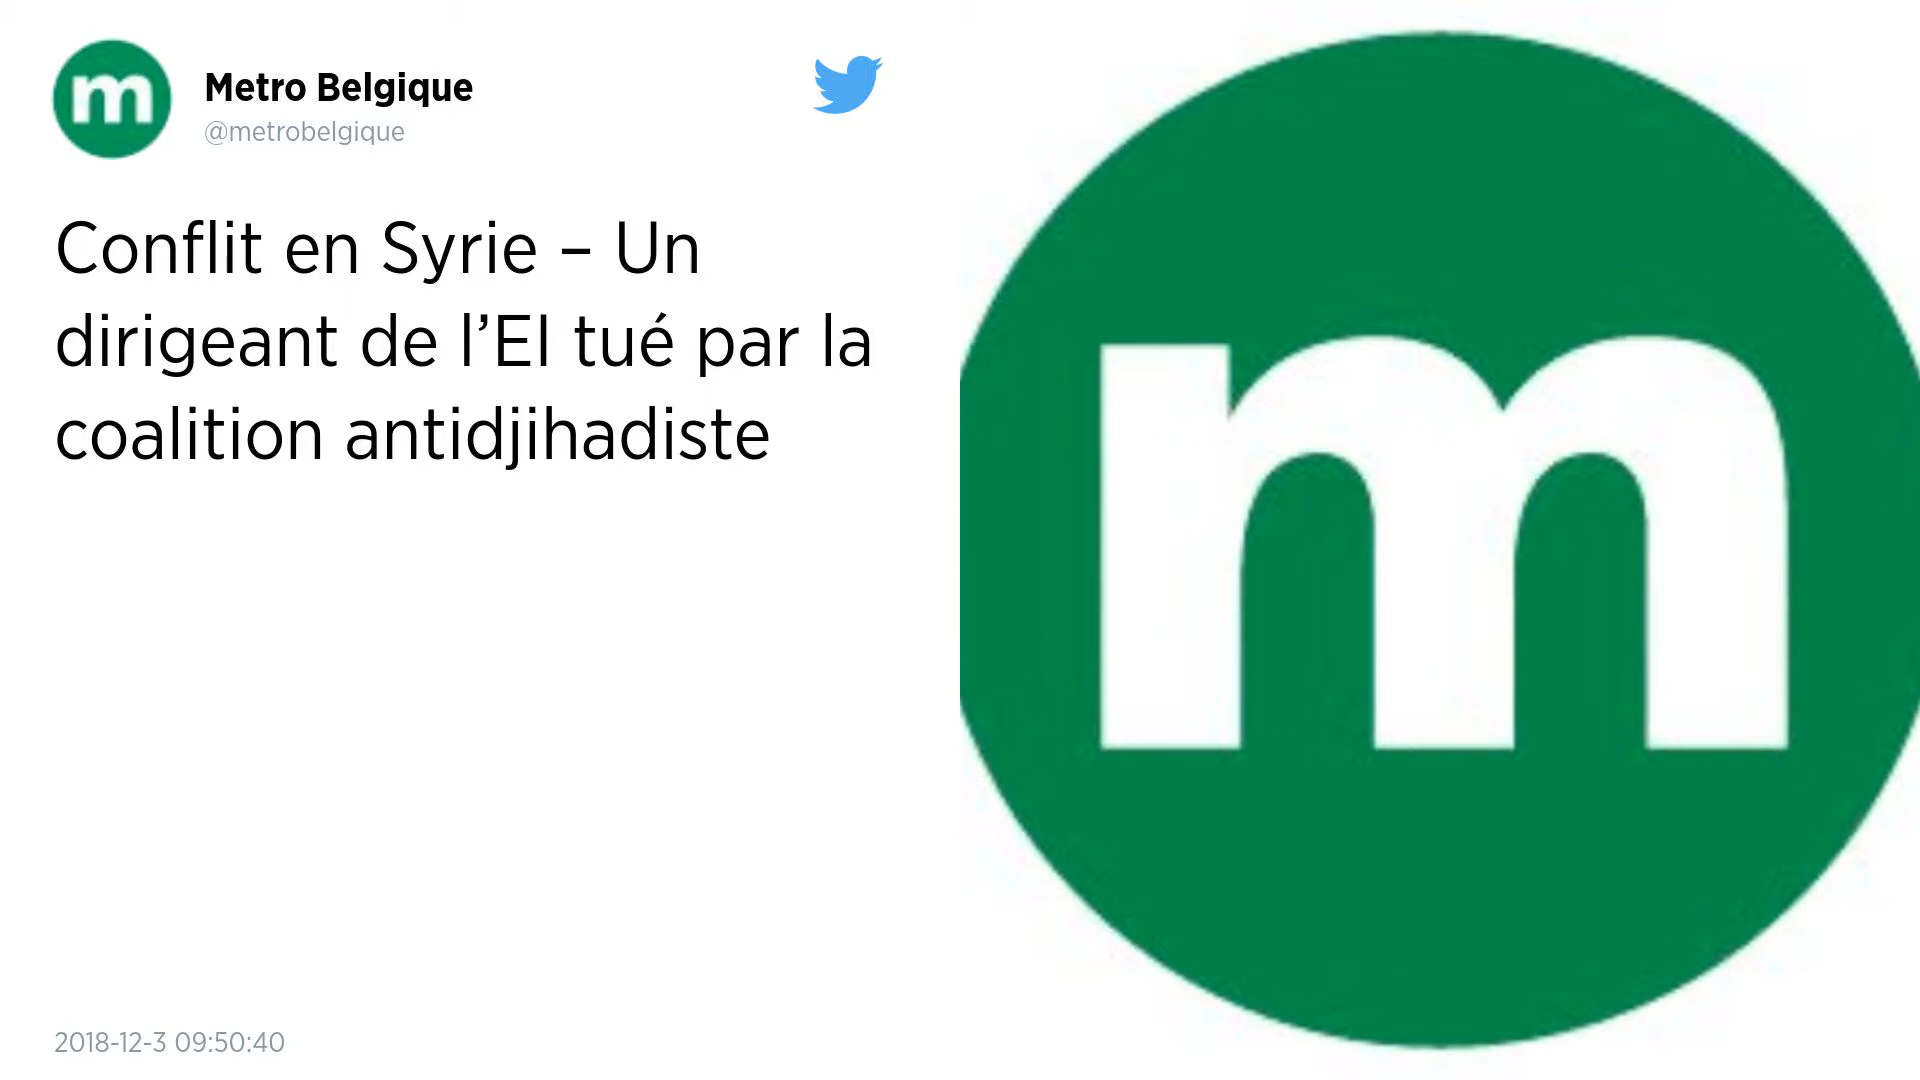 m
Metro Belgique
@metrobelgique
Conflit en Syrie – Un
dirigeant de l’EI tué par la
coalition antidjihadiste
2018-12-3 09:50:40
m